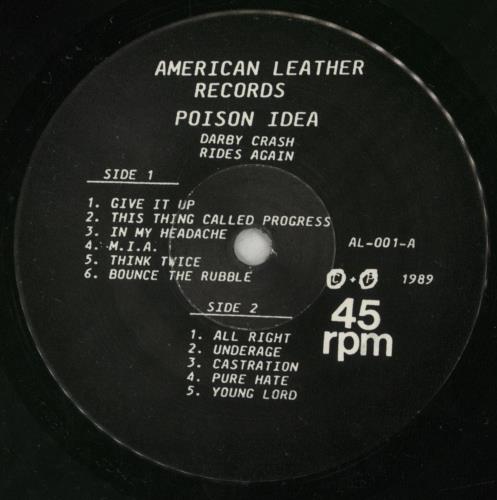 AMERICAN LEATHER
RECORDS
POISON IDEA
DARBY CRASH
RIDES AGAIN
SIDE 1
1. GIVE IT UP
2. THIS THING CALLED PROGRESS
3. IN MY HEADACHE
4. M.I.A.
5. THINK TWICE
6. BOUNCE THE RUBBLE
AL-001-A
Ⓒ + Ⓟ 1989
45
rpm
SIDE 2
1. ALL RIGHT
2. UNDERAGE
3. CASTRATION
4. PURE HATE
5. YOUNG LORD